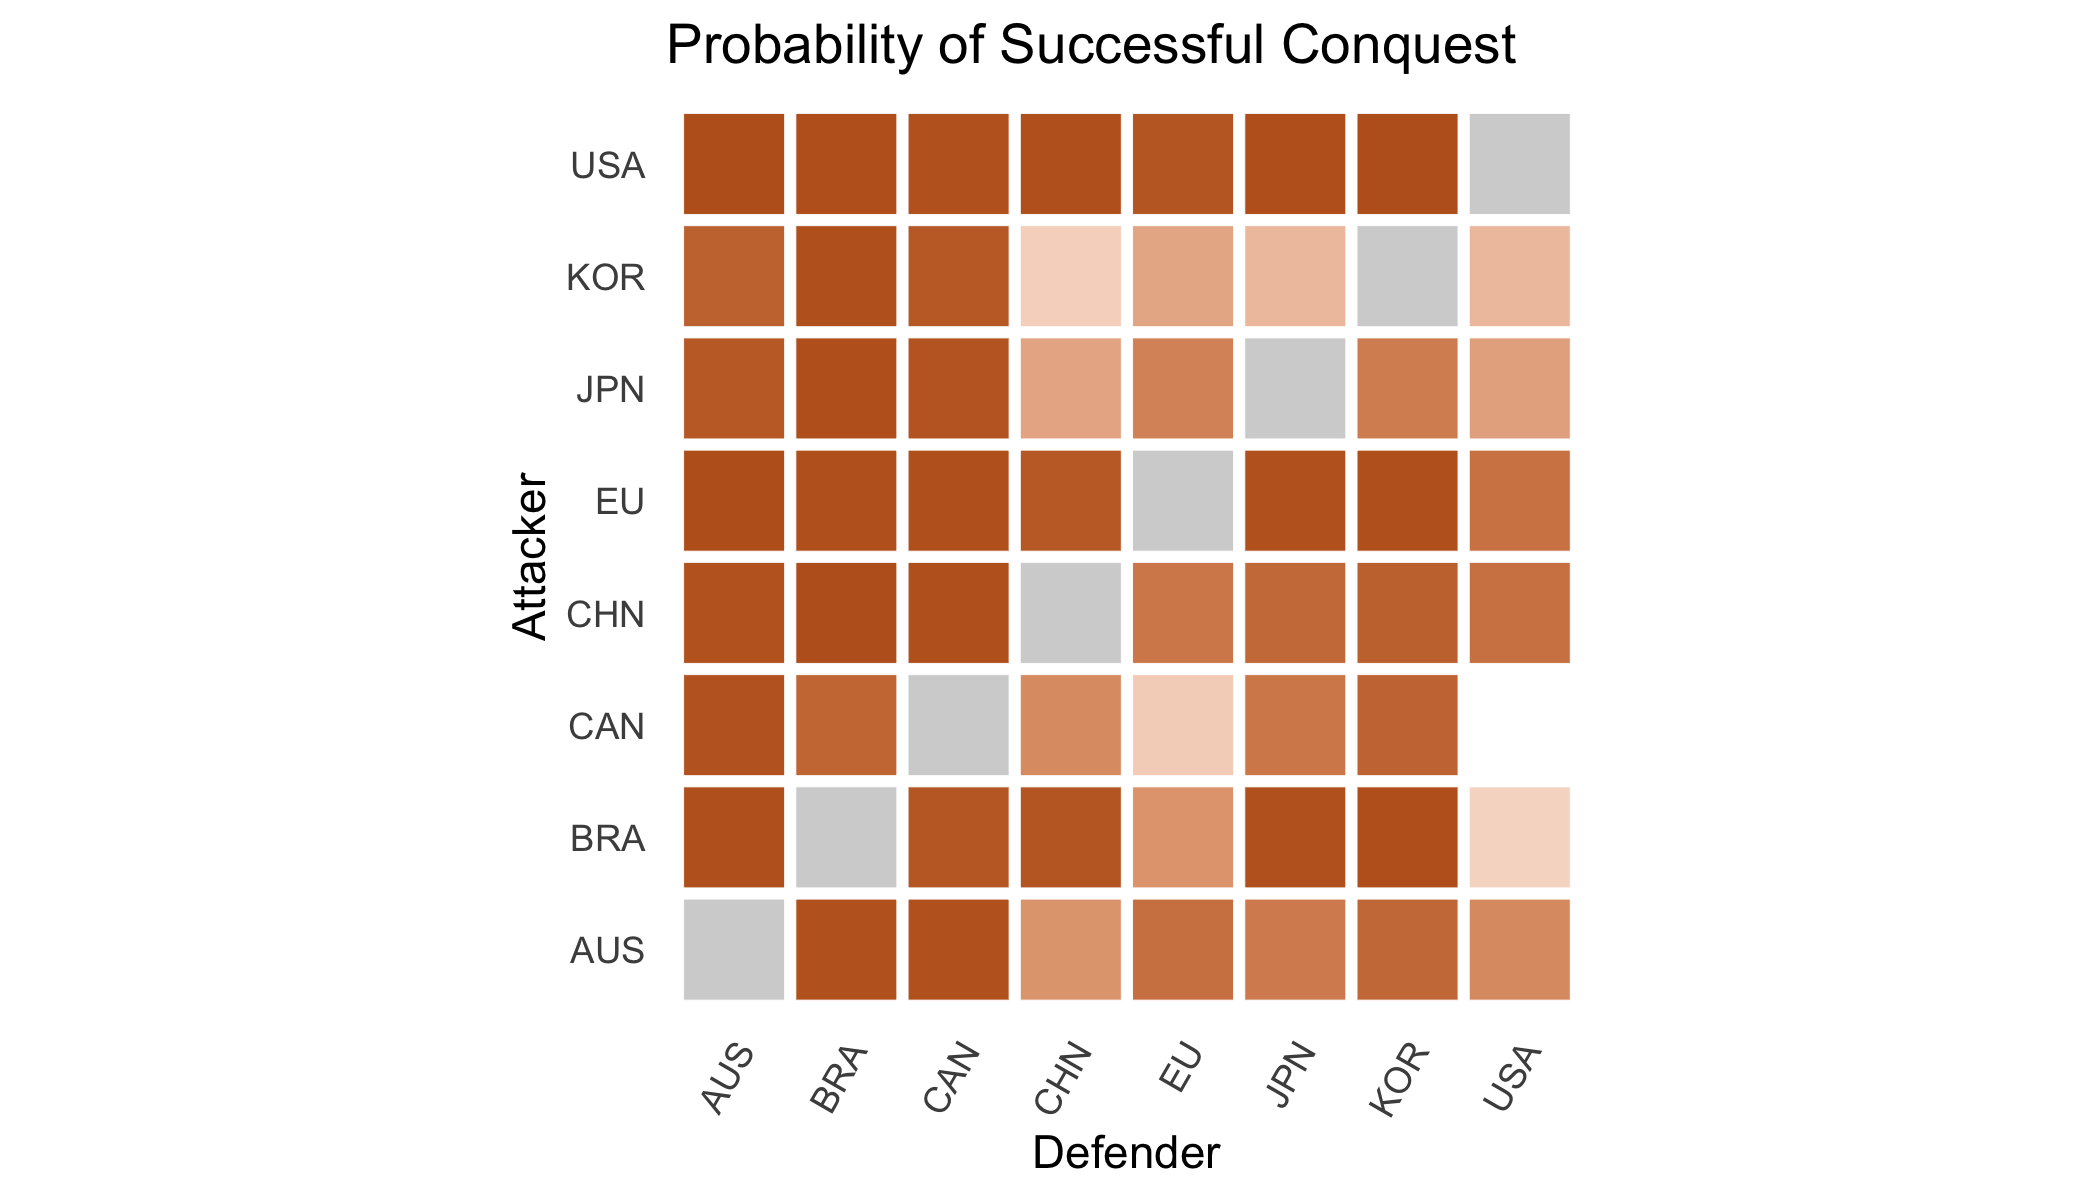 Probability of Successful Conquest
USA
KOR
JPN
EU
CHN
CAN
BRA
AUS
Attacker
AUS
BRA
CAN
CHN
EU
JPN
KOR
USA
Defender